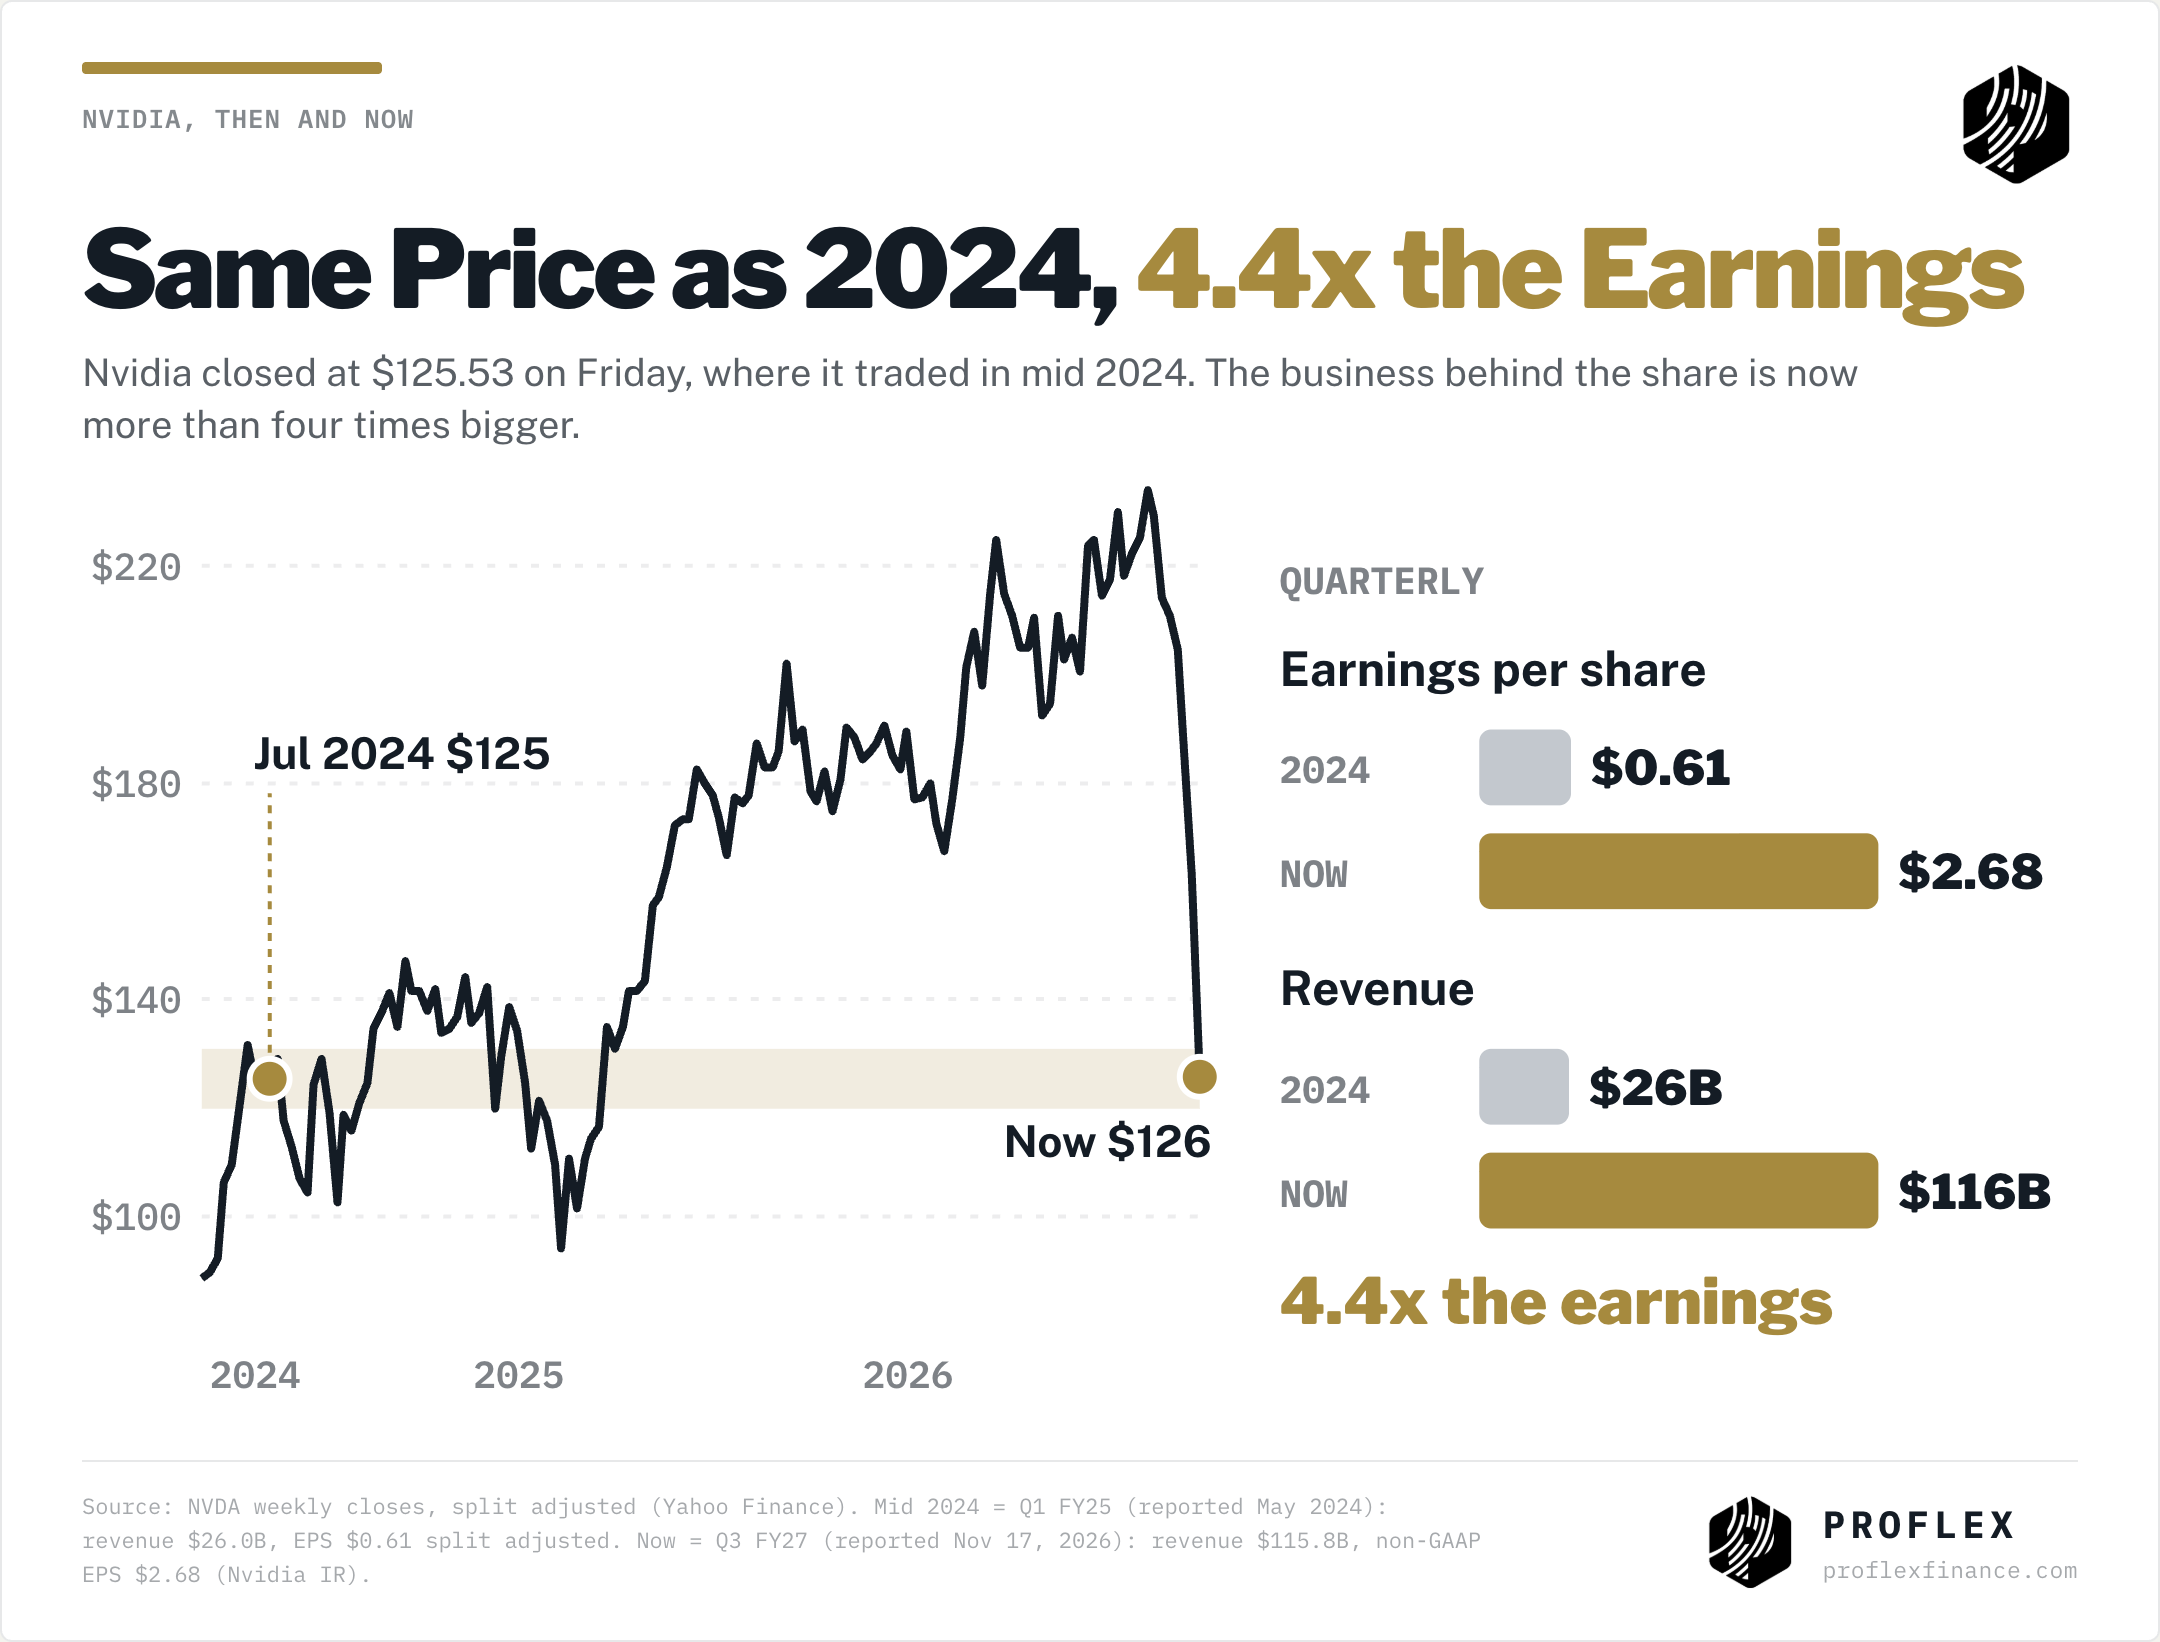 NVIDIA, THEN AND NOW
Same Price as 2024, 4.4x the Earnings
Nvidia closed at $125.53 on Friday, where it traded in mid 2024. The business behind the share is now
more than four times bigger.
$220
$180
$140
$100
Jul 2024 $125
Now $126
2024
2025
2026
QUARTERLY
Earnings per share
2024
$0.61
NOW
$2.68
Revenue
2024
$26B
NOW
$116B
4.4x the earnings
Source: NVDA weekly closes, split adjusted (Yahoo Finance). Mid 2024 = Q1 FY25 (reported May 2024):
revenue $26.0B, EPS $0.61 split adjusted. Now = Q3 FY27 (reported Nov 17, 2026): revenue $115.8B, non-GAAP
EPS $2.68 (Nvidia IR).
PROFLEX
proflexfinance.com